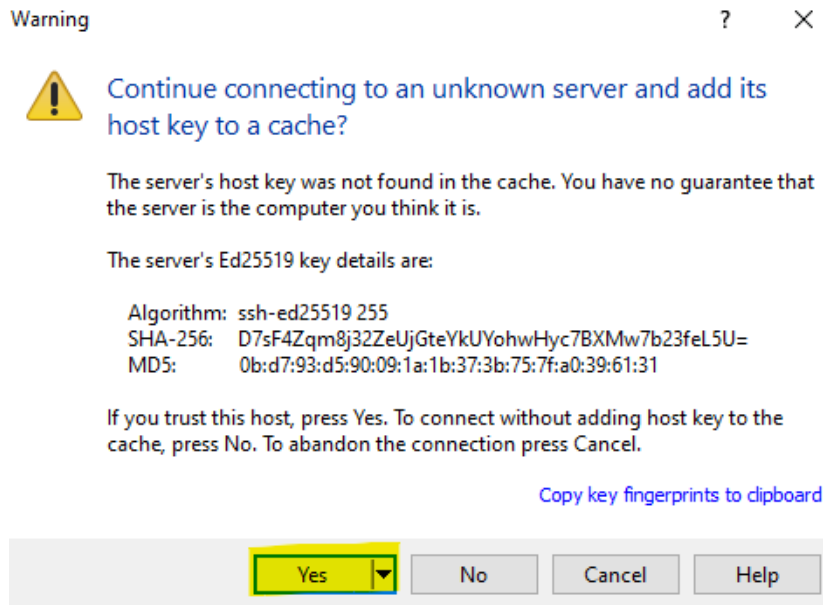 Warning
?
Continue connecting to an unknown server and add its
host key to a cache?
The server's host key was not found in the cache. You have no guarantee that
the server is the computer you think it is.
The server's Ed25519 key details are:
Algorithm: ssh-ed25519 255
SHA-256: D7sF4Zqm8j32ZeUjGteYkUYohwHyc7BXMw7b23feL5U=
MD5: 0b:d7:93:d5:90:09:1a:1b:37:3b:75:7f:a0:39:61:31
If you trust this host, press Yes. To connect without adding host key to the
cache, press No. To abandon the connection press Cancel.
Copy key fingerprints to clipboard
Yes No Cancel Help